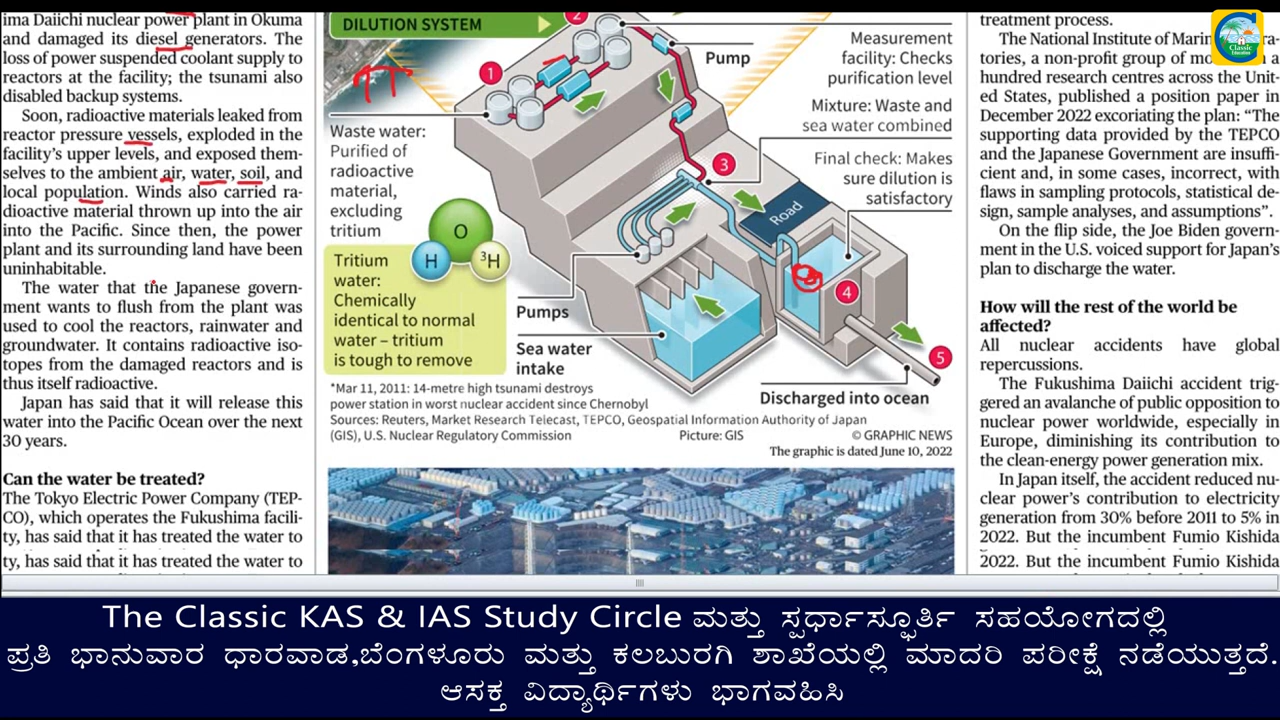 ima Daiichi nuclear power plant in Okuma
and damaged its diesel generators. The
loss of power suspended coolant supply to
reactors at the facility; the tsunami also
disabled backup systems.
Soon, radioactive materials leaked from
reactor pressure vessels, exploded in the
facility's upper levels, and exposed them-
selves to the ambient air, water, soil, and
local population. Winds also carried ra-
dioactive material thrown up into the air
into the Pacific. Since then, the power
plant and its surrounding land have been
uninhabitable.
The water that the Japanese govern-
ment wants to flush from the plant was
used to cool the reactors, rainwater and
groundwater. It contains radioactive iso-
topes from the damaged reactors and is
thus itself radioactive.
Japan has said that it will release this
water into the Pacific Ocean over the next
30 years.
Can the water be treated?
The Tokyo Electric Power Company (TEP-
CO), which operates the Fukushima facili-
ty, has said that it has treated the water to
ty, has said that it has treated the water to
DILUTION SYSTEM
2
1
Pump
Waste water:
Purified of
radioactive
material,
excluding
tritium
Measurement
facility: Checks
purification level
Mixture: Waste and
sea water combined
Final check: Makes
sure dilution is
satisfactory
3
Road
O
H
³H
Tritium
water:
Chemically
identical to normal
water – tritium
is tough to remove
Pumps
Sea water
intake
4
5
Discharged into ocean
*Mar 11, 2011: 14-metre high tsunami destroys
power station in worst nuclear accident since Chernobyl
Sources: Reuters, Market Research Telecast, TEPCO, Geospatial Information Authority of Japan
(GIS), U.S. Nuclear Regulatory Commission Picture: GIS © GRAPHIC NEWS
The graphic is dated June 10, 2022
treatment process.
The National Institute of
tories, a non-profit group of a
hundred research centres across the Unit-
ed States, published a position paper in
December 2022 excoriating the plan: "The
supporting data provided by the TEPCO
and the Japanese Government are insuffi-
cient and, in some cases, incorrect, with
flaws in sampling protocols, statistical de-
sign, sample analyses, and assumptions".
On the flip side, the Joe Biden govern-
ment in the U.S. voiced support for Japan's
plan to discharge the water.
How will the rest of the world be
affected?
All nuclear accidents have global
repercussions.
The Fukushima Daiichi accident trig-
gered an avalanche of public opposition to
nuclear power worldwide, especially in
Europe, diminishing its contribution to
the clean-energy power generation mix.
In Japan itself, the accident reduced nu-
clear power's contribution to electricity
generation from 30% before 2011 to 5% in
2022. But the incumbent Fumio Kishida
2022. But the incumbent Fumio Kishida
Classic
Education
The Classic KAS & IAS Study Circle ಮತ್ತು ಸ್ಪರ್ಧಾಸ್ಫೂರ್ತಿ ಸಹಯೋಗದಲ್ಲಿ
ಪ್ರತಿ ಭಾನುವಾರ ಧಾರವಾಡ,ಬೆಂಗಳೂರು ಮತ್ತು ಕಲಬುರಗಿ ಶಾಖೆಯಲ್ಲಿ ಮಾದರಿ ಪರೀಕ್ಷೆ ನಡೆಯುತ್ತದೆ.
ಆಸಕ್ತ ವಿದ್ಯಾರ್ಥಿಗಳು ಭಾಗವಹಿಸಿ